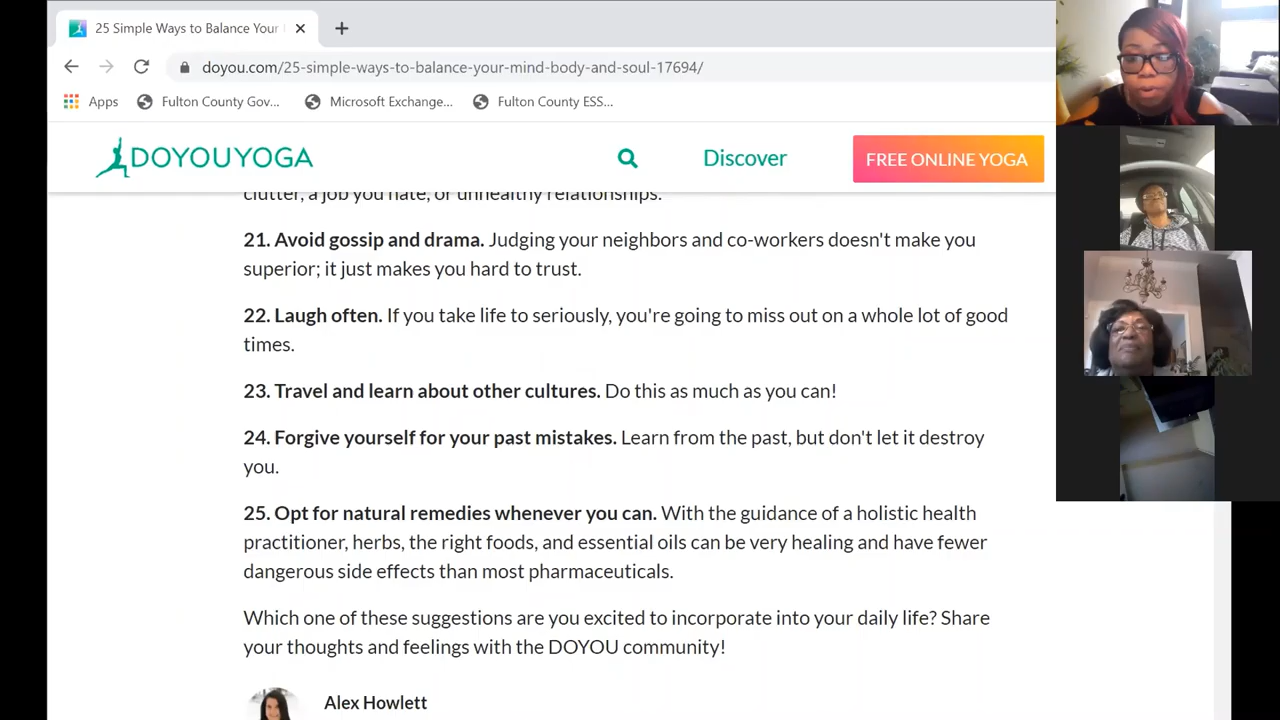 25 Simple Ways to Balance Your
doyou.com/25-simple-ways-to-balance-your-mind-body-and-soul-17694/
Apps Fulton County Gov... Microsoft Exchange... Fulton County ESS...
DOYOUYOGA Discover FREE ONLINE YOGA
clutter, a job you hate, or unhealthy relationships.
21. Avoid gossip and drama. Judging your neighbors and co-workers doesn't make you
superior; it just makes you hard to trust.
22. Laugh often. If you take life to seriously, you're going to miss out on a whole lot of good
times.
23. Travel and learn about other cultures. Do this as much as you can!
24. Forgive yourself for your past mistakes. Learn from the past, but don't let it destroy
you.
25. Opt for natural remedies whenever you can. With the guidance of a holistic health
practitioner, herbs, the right foods, and essential oils can be very healing and have fewer
dangerous side effects than most pharmaceuticals.
Which one of these suggestions are you excited to incorporate into your daily life? Share
your thoughts and feelings with the DOYOU community!
Alex Howlett